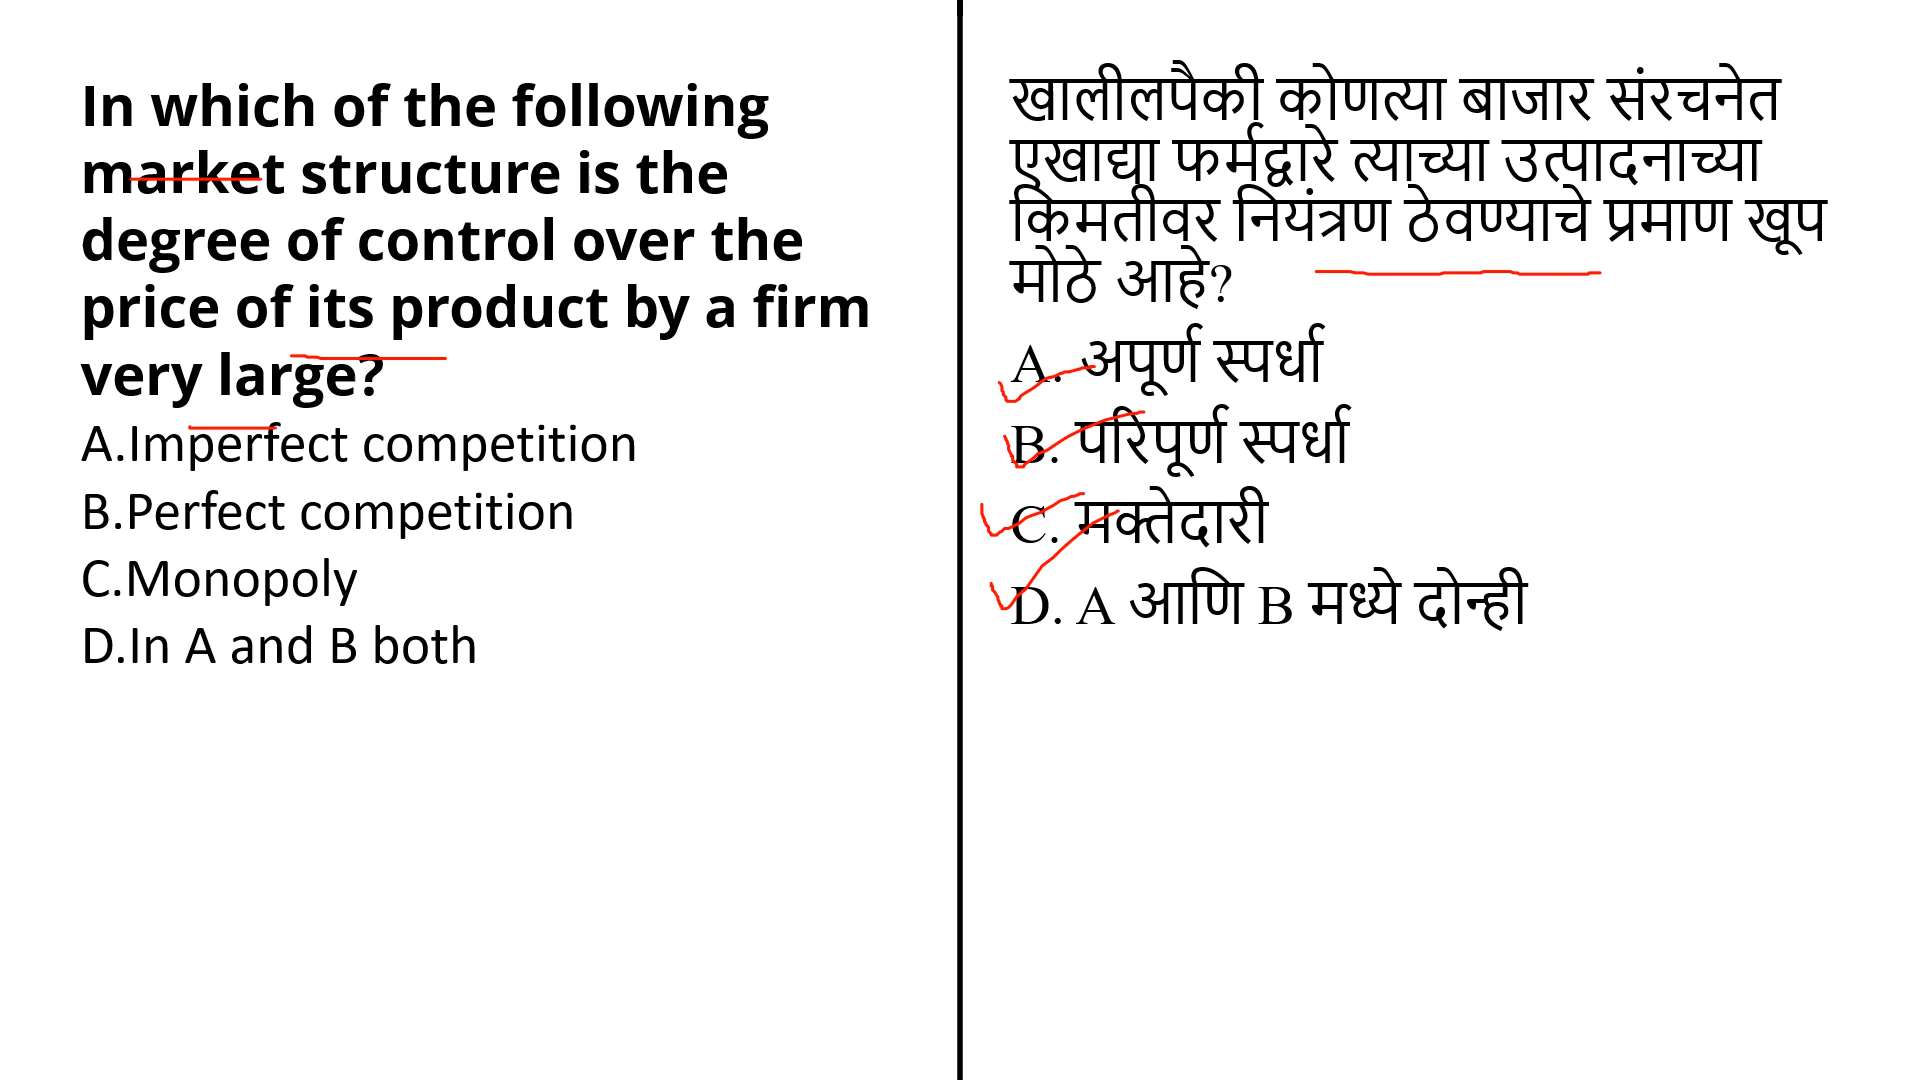 In which of the following
market structure is the
degree of control over the
price of its product by a firm
very large?
A.Imperfect competition
B.Perfect competition
C.Monopoly
D.In A and B both
खालीलपैकी कोणत्या बाजार संरचनेत
एखाद्या फर्मद्वारे त्याच्या उत्पादनाच्या
किमतीवर नियंत्रण ठेवण्याचे प्रमाण खूप
मोठे आहे?
A. अपूर्ण स्पर्धा
B. परिपूर्ण स्पर्धा
C. मक्तेदारी
D. A आणि B मध्ये दोन्ही